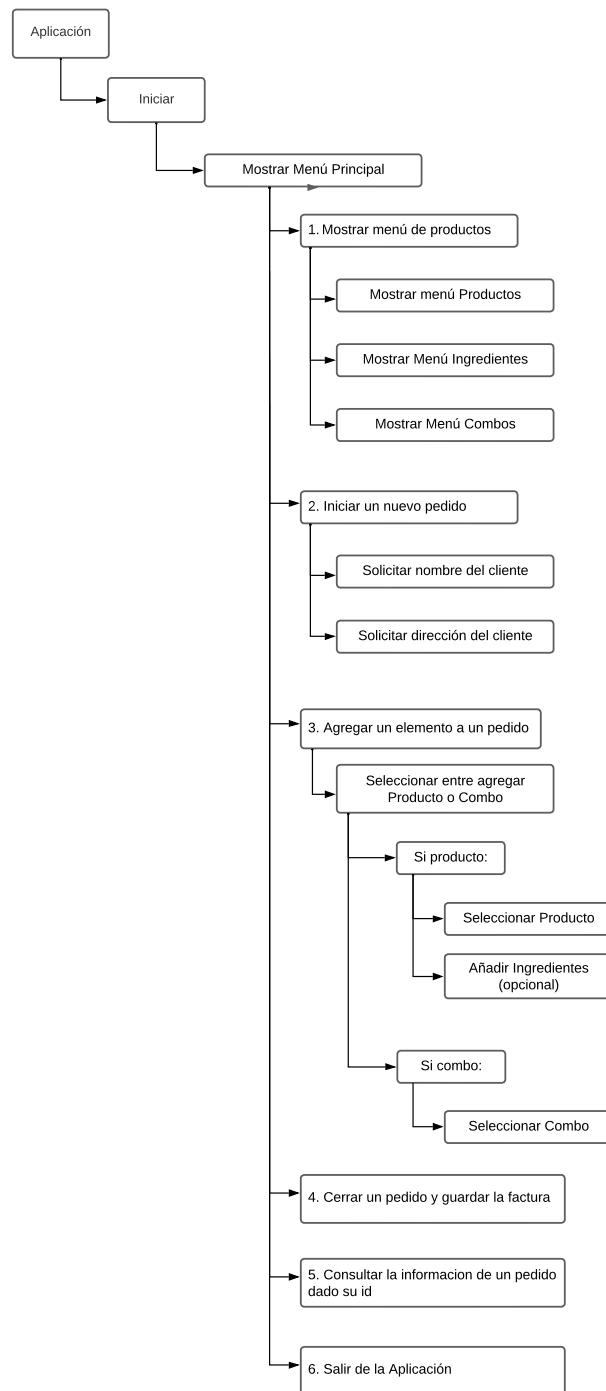 Aplicación
Iniciar
Mostrar Menú Principal
1. Mostrar menú de productos
Mostrar menú Productos
Mostrar Menú Ingredientes
Mostrar Menú Combos
2. Iniciar un nuevo pedido
Solicitar nombre del cliente
Solicitar dirección del cliente
3. Agregar un elemento a un pedido
Seleccionar entre agregar
Producto o Combo
Si producto:
Seleccionar Producto
Añadir Ingredientes
(opcional)
Si combo:
Seleccionar Combo
4. Cerrar un pedido y guardar la factura
5. Consultar la informacion de un pedido
dado su id
6. Salir de la Aplicación